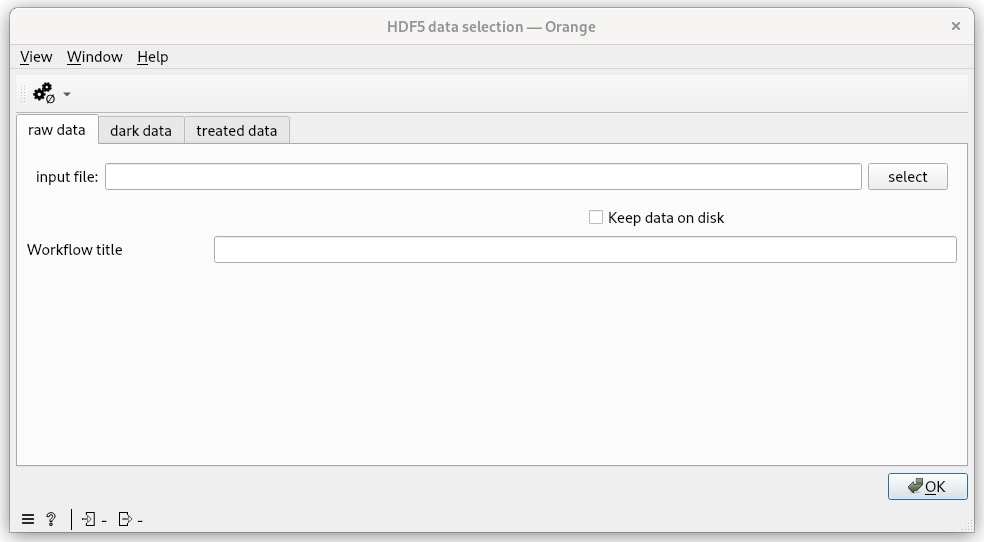 HDF5 data selection — Orange
View Window Help
raw data dark data treated data
input file: select
Keep data on disk
Workflow title
OK
? - -